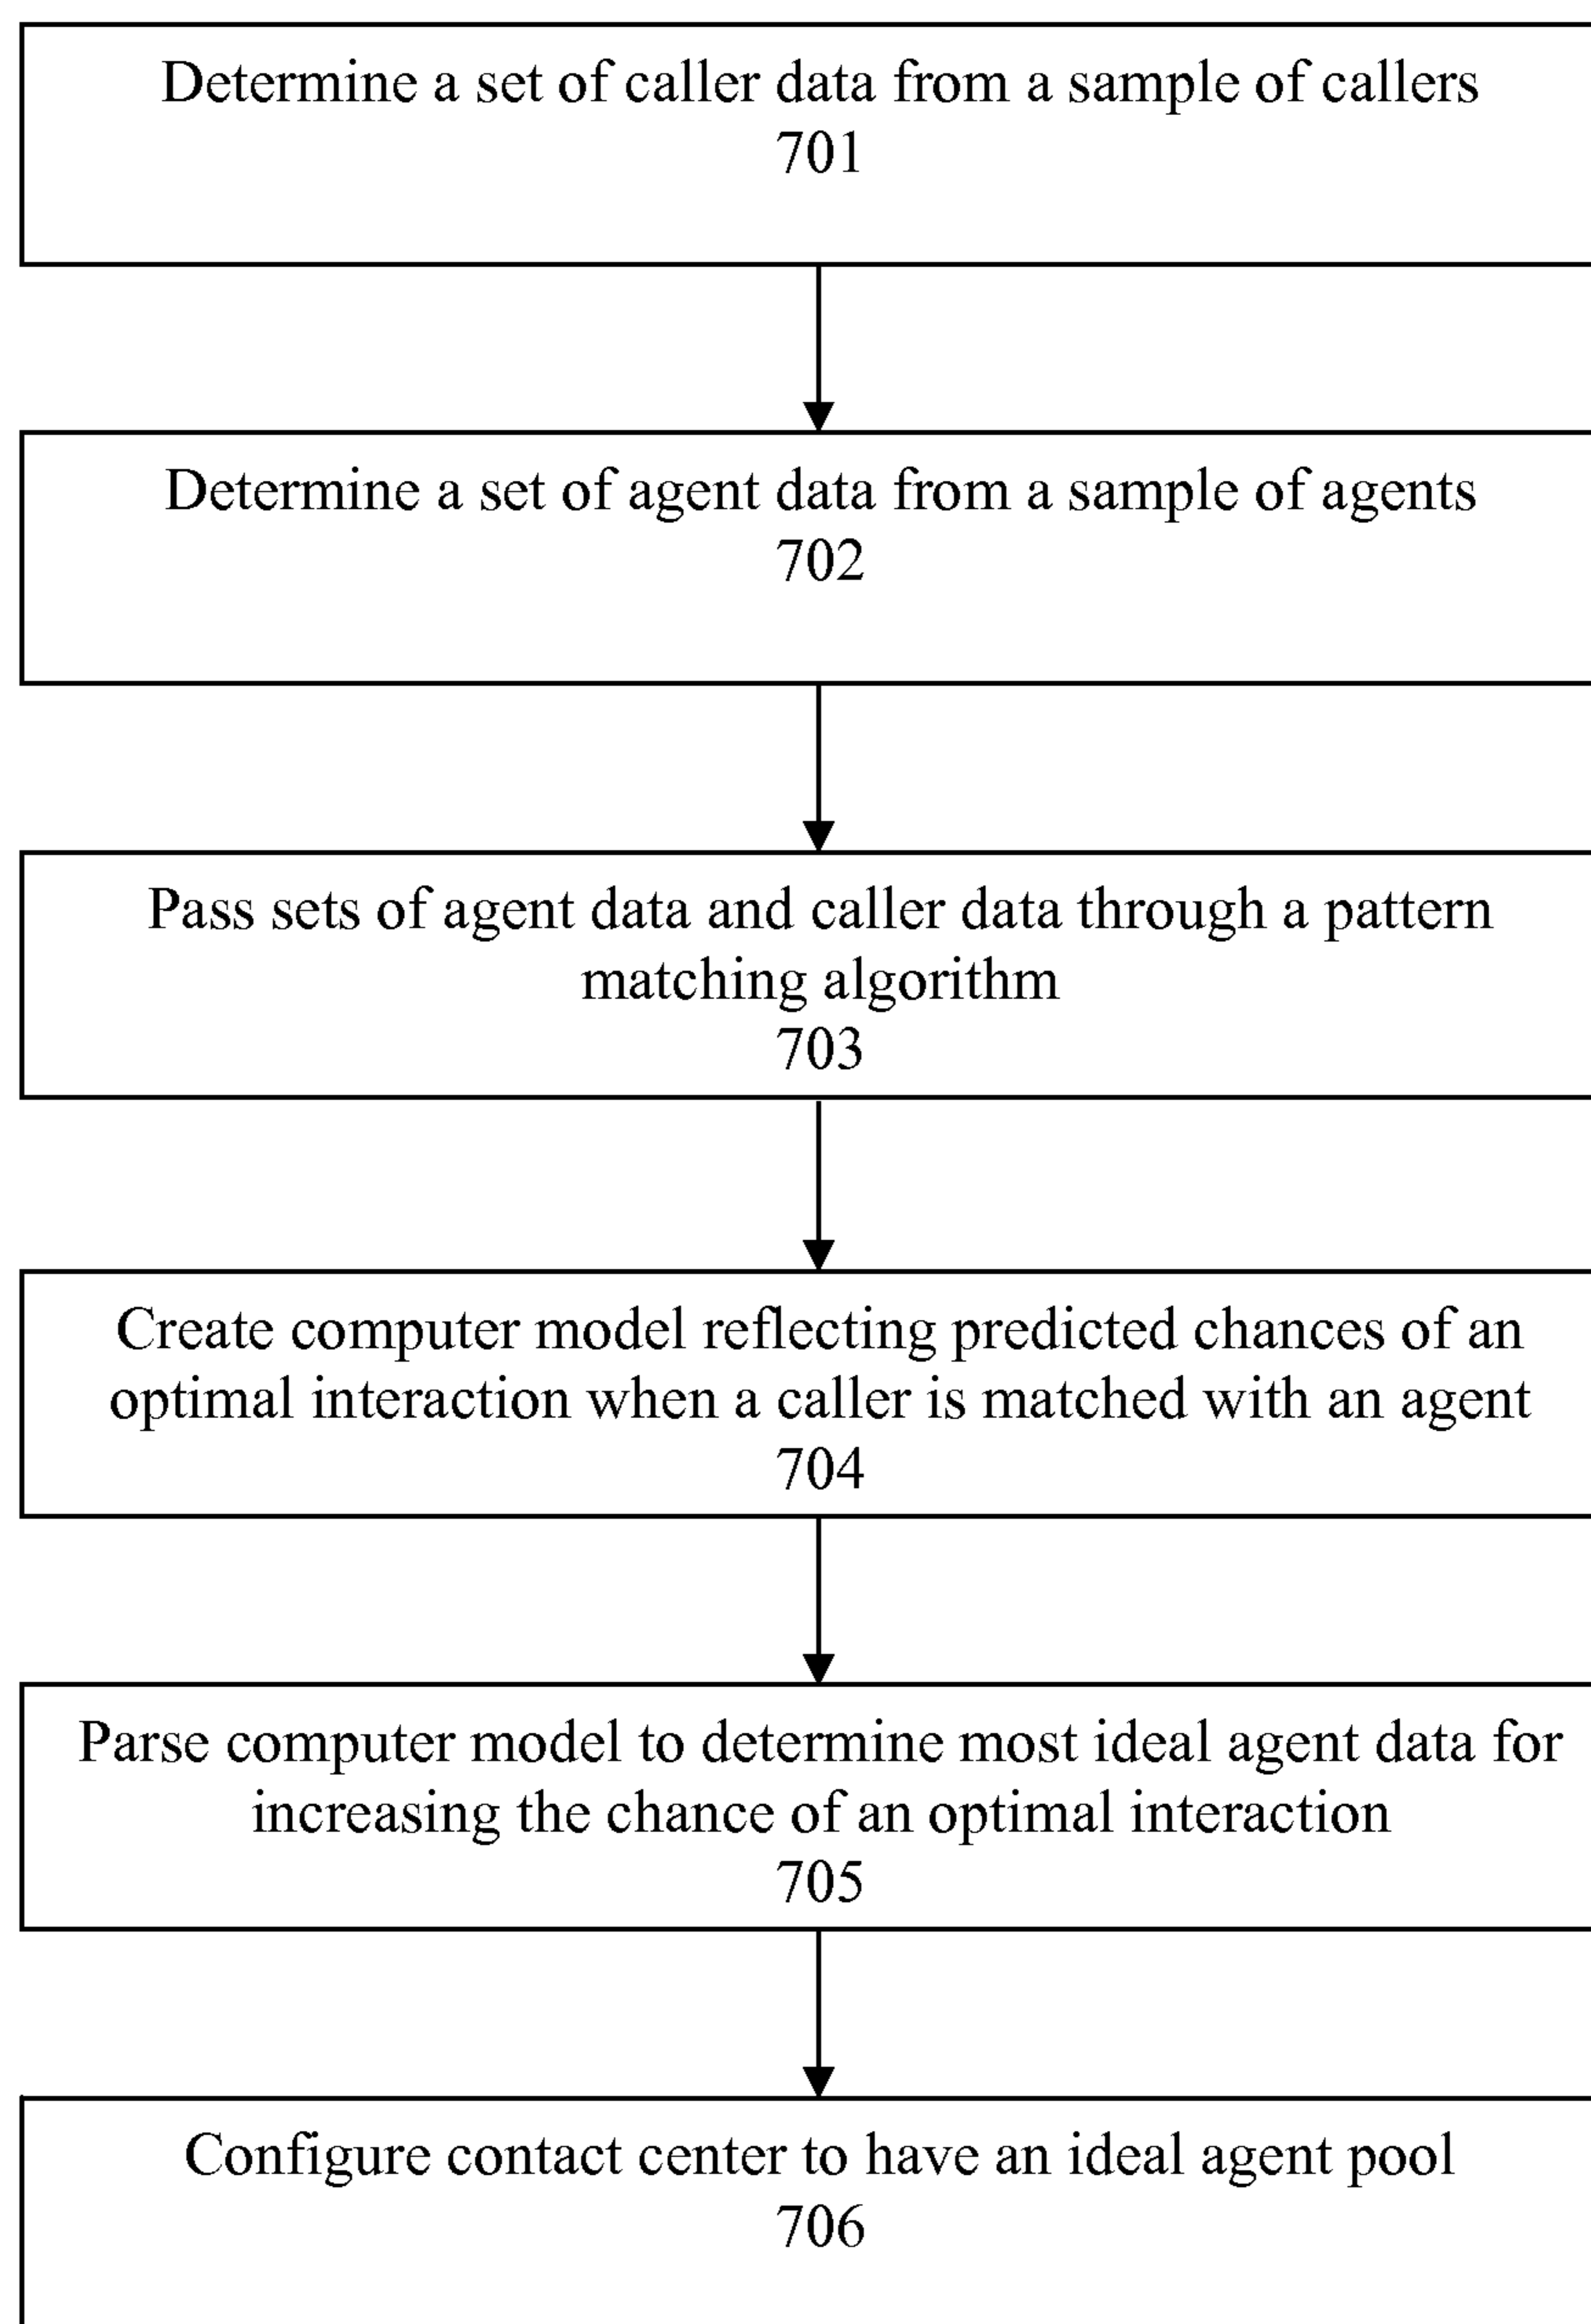 Determine a set of caller data from a sample of callers
701
Determine a set of agent data from a sample of agents
702
Pass sets of agent data and caller data through a pattern
matching algorithm
703
Create computer model reflecting predicted chances of an
optimal interaction when a caller is matched with an agent
704
Parse computer model to determine most ideal agent data for
increasing the chance of an optimal interaction
705
Configure contact center to have an ideal agent pool
706